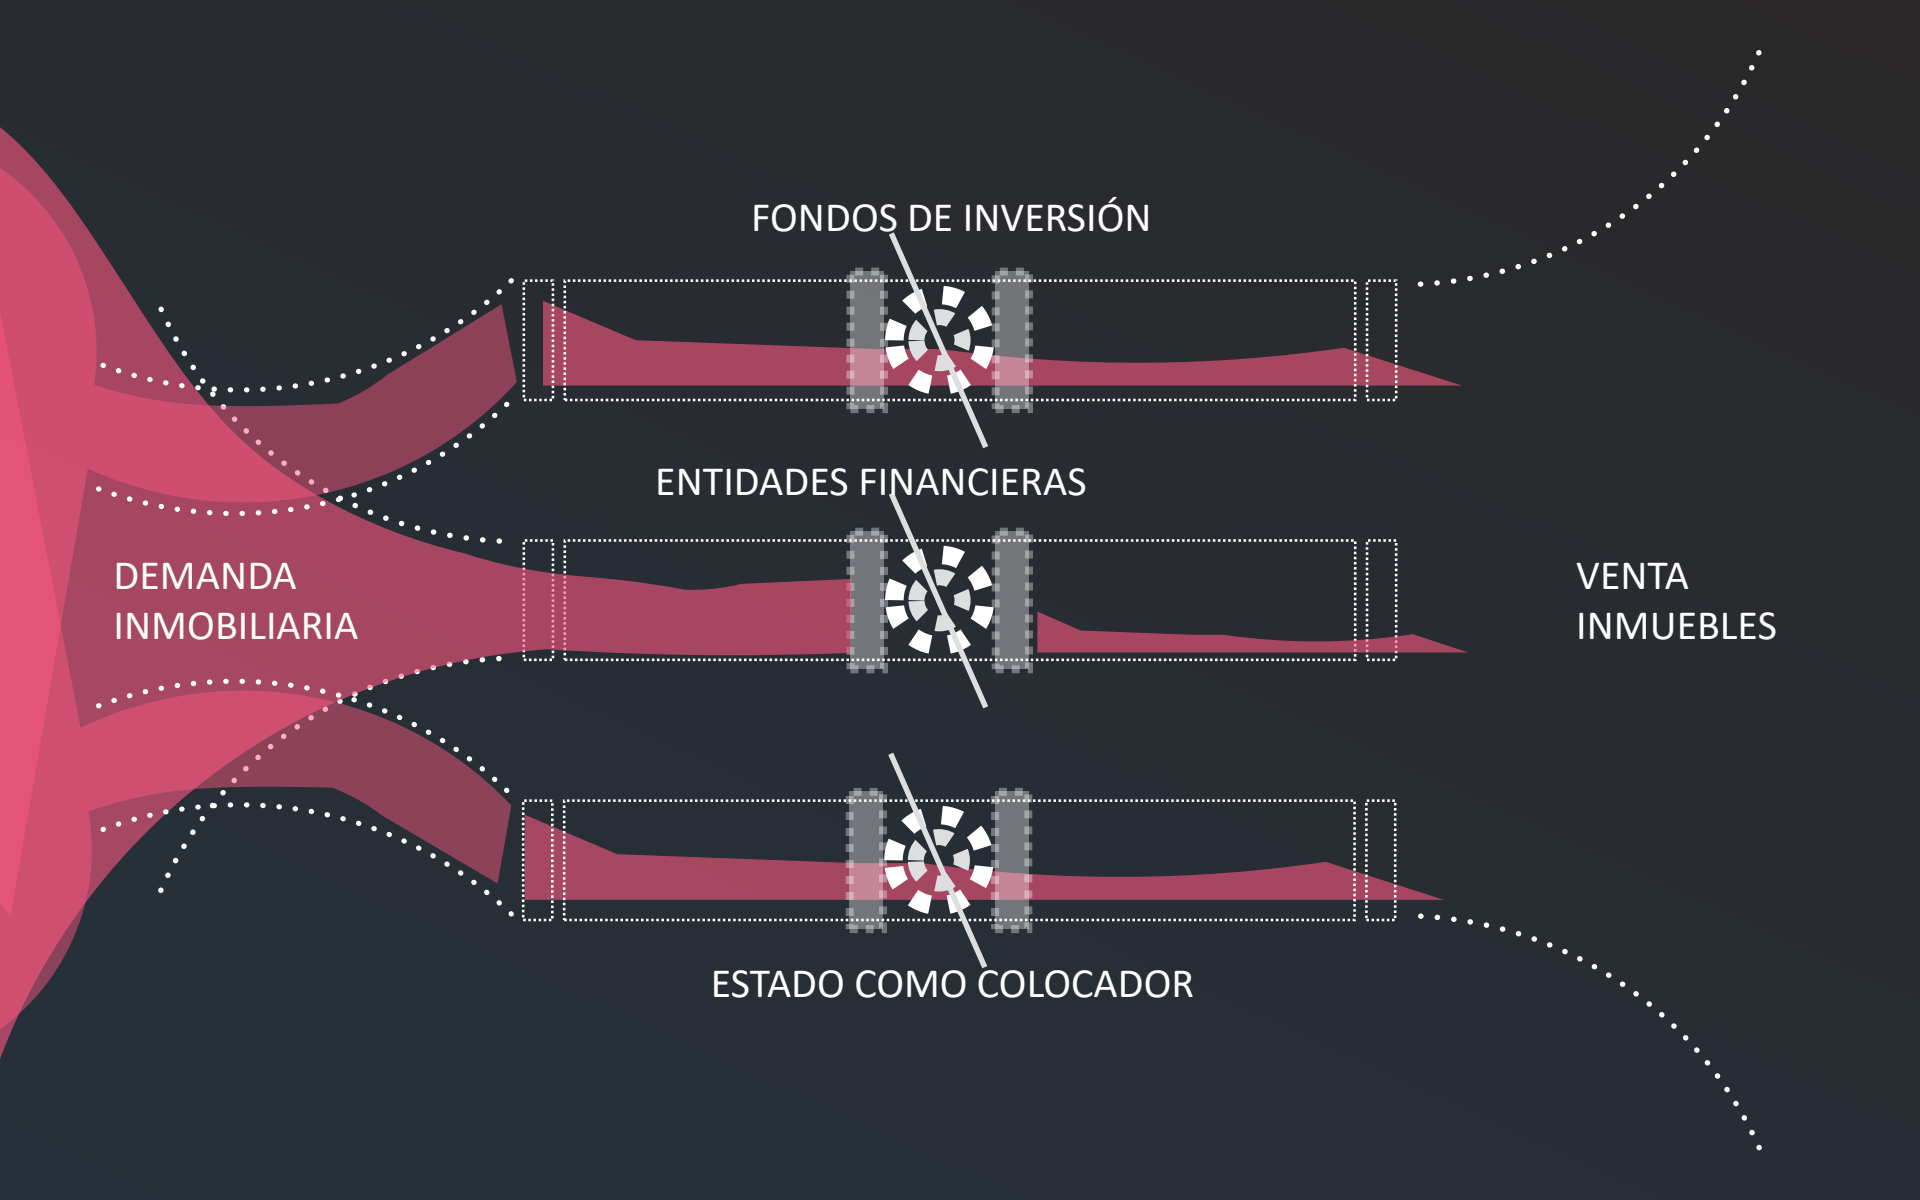 FONDOS DE INVERSIÓN
ENTIDADES FINANCIERAS
DEMANDA
INMOBILIARIA
VENTA
INMUEBLES
ESTADO COMO COLOCADOR